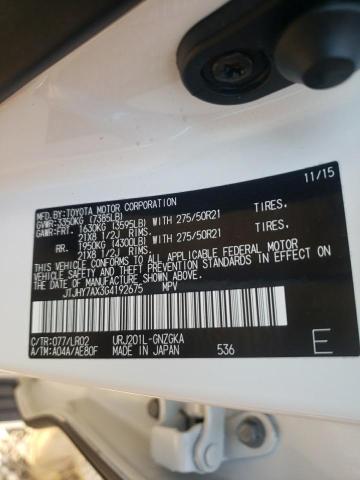 MFD.BY:TOYOTA MOTOR CORPORATION 11/15
GVWR:3350KG (7385LB)
GAWR:FRT. 1630KG (3595LB) WITH 275/50R21 TIRES,
21X8 1/2J RIMS.
RR. 1950KG (4300LB) WITH 275/50R21 TIRES,
21X8 1/2J RIMS.
THIS VEHICLE CONFORMS TO ALL APPLICABLE FEDERAL MOTOR
VEHICLE SAFETY AND BUMPER STANDARDS IN EFFECT ON
THE DATE OF MANUFACTURE SHOWN ABOVE.
JTJHY7AX3G4192675 MPV
C/TR:077/LR02 URJ201L-GNZGKA
A/TM:A04A/AE80F MADE IN JAPAN 536 E